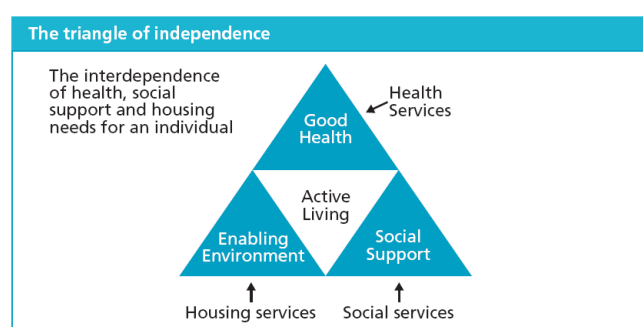 The triangle of independence
The interdependence
of health, social
support and housing
needs for an individual
Health
Services
Good
Health
Active
Living
Enabling
Environment
Social
Support
Housing services
Social services